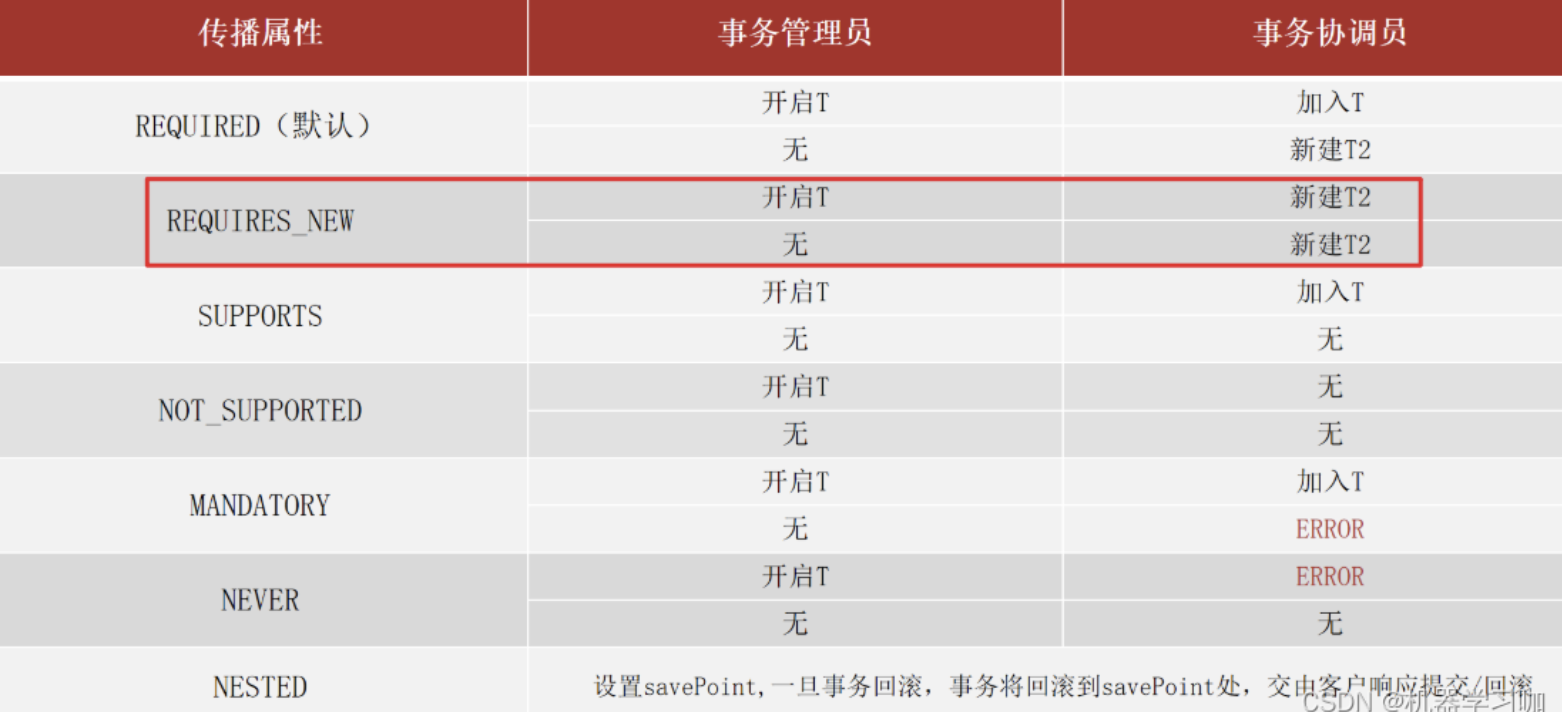 传播属性 事务管理员 事务协调员
REQUIRED（默认） 开启T 加入T
无 新建T2
REQUIRES_NEW 开启T 新建T2
无 新建T2
SUPPORTS 开启T 加入T
无 无
NOT_SUPPORTED 开启T 无
无 无
MANDATORY 开启T 加入T
无 ERROR
NEVER 开启T ERROR
无 无
NESTED 设置savePoint,一旦事务回滚，事务将回滚到savePoint处，交由客户响应提交/回滚
CSDN @机器学习咖